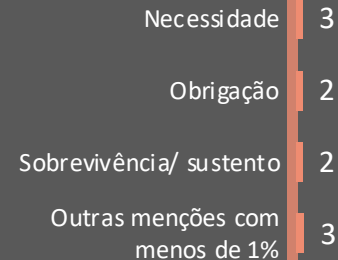 Necessidade 3
Obrigação 2
Sobrevivência/ sustento 2
Outras menções com
menos de 1% 3